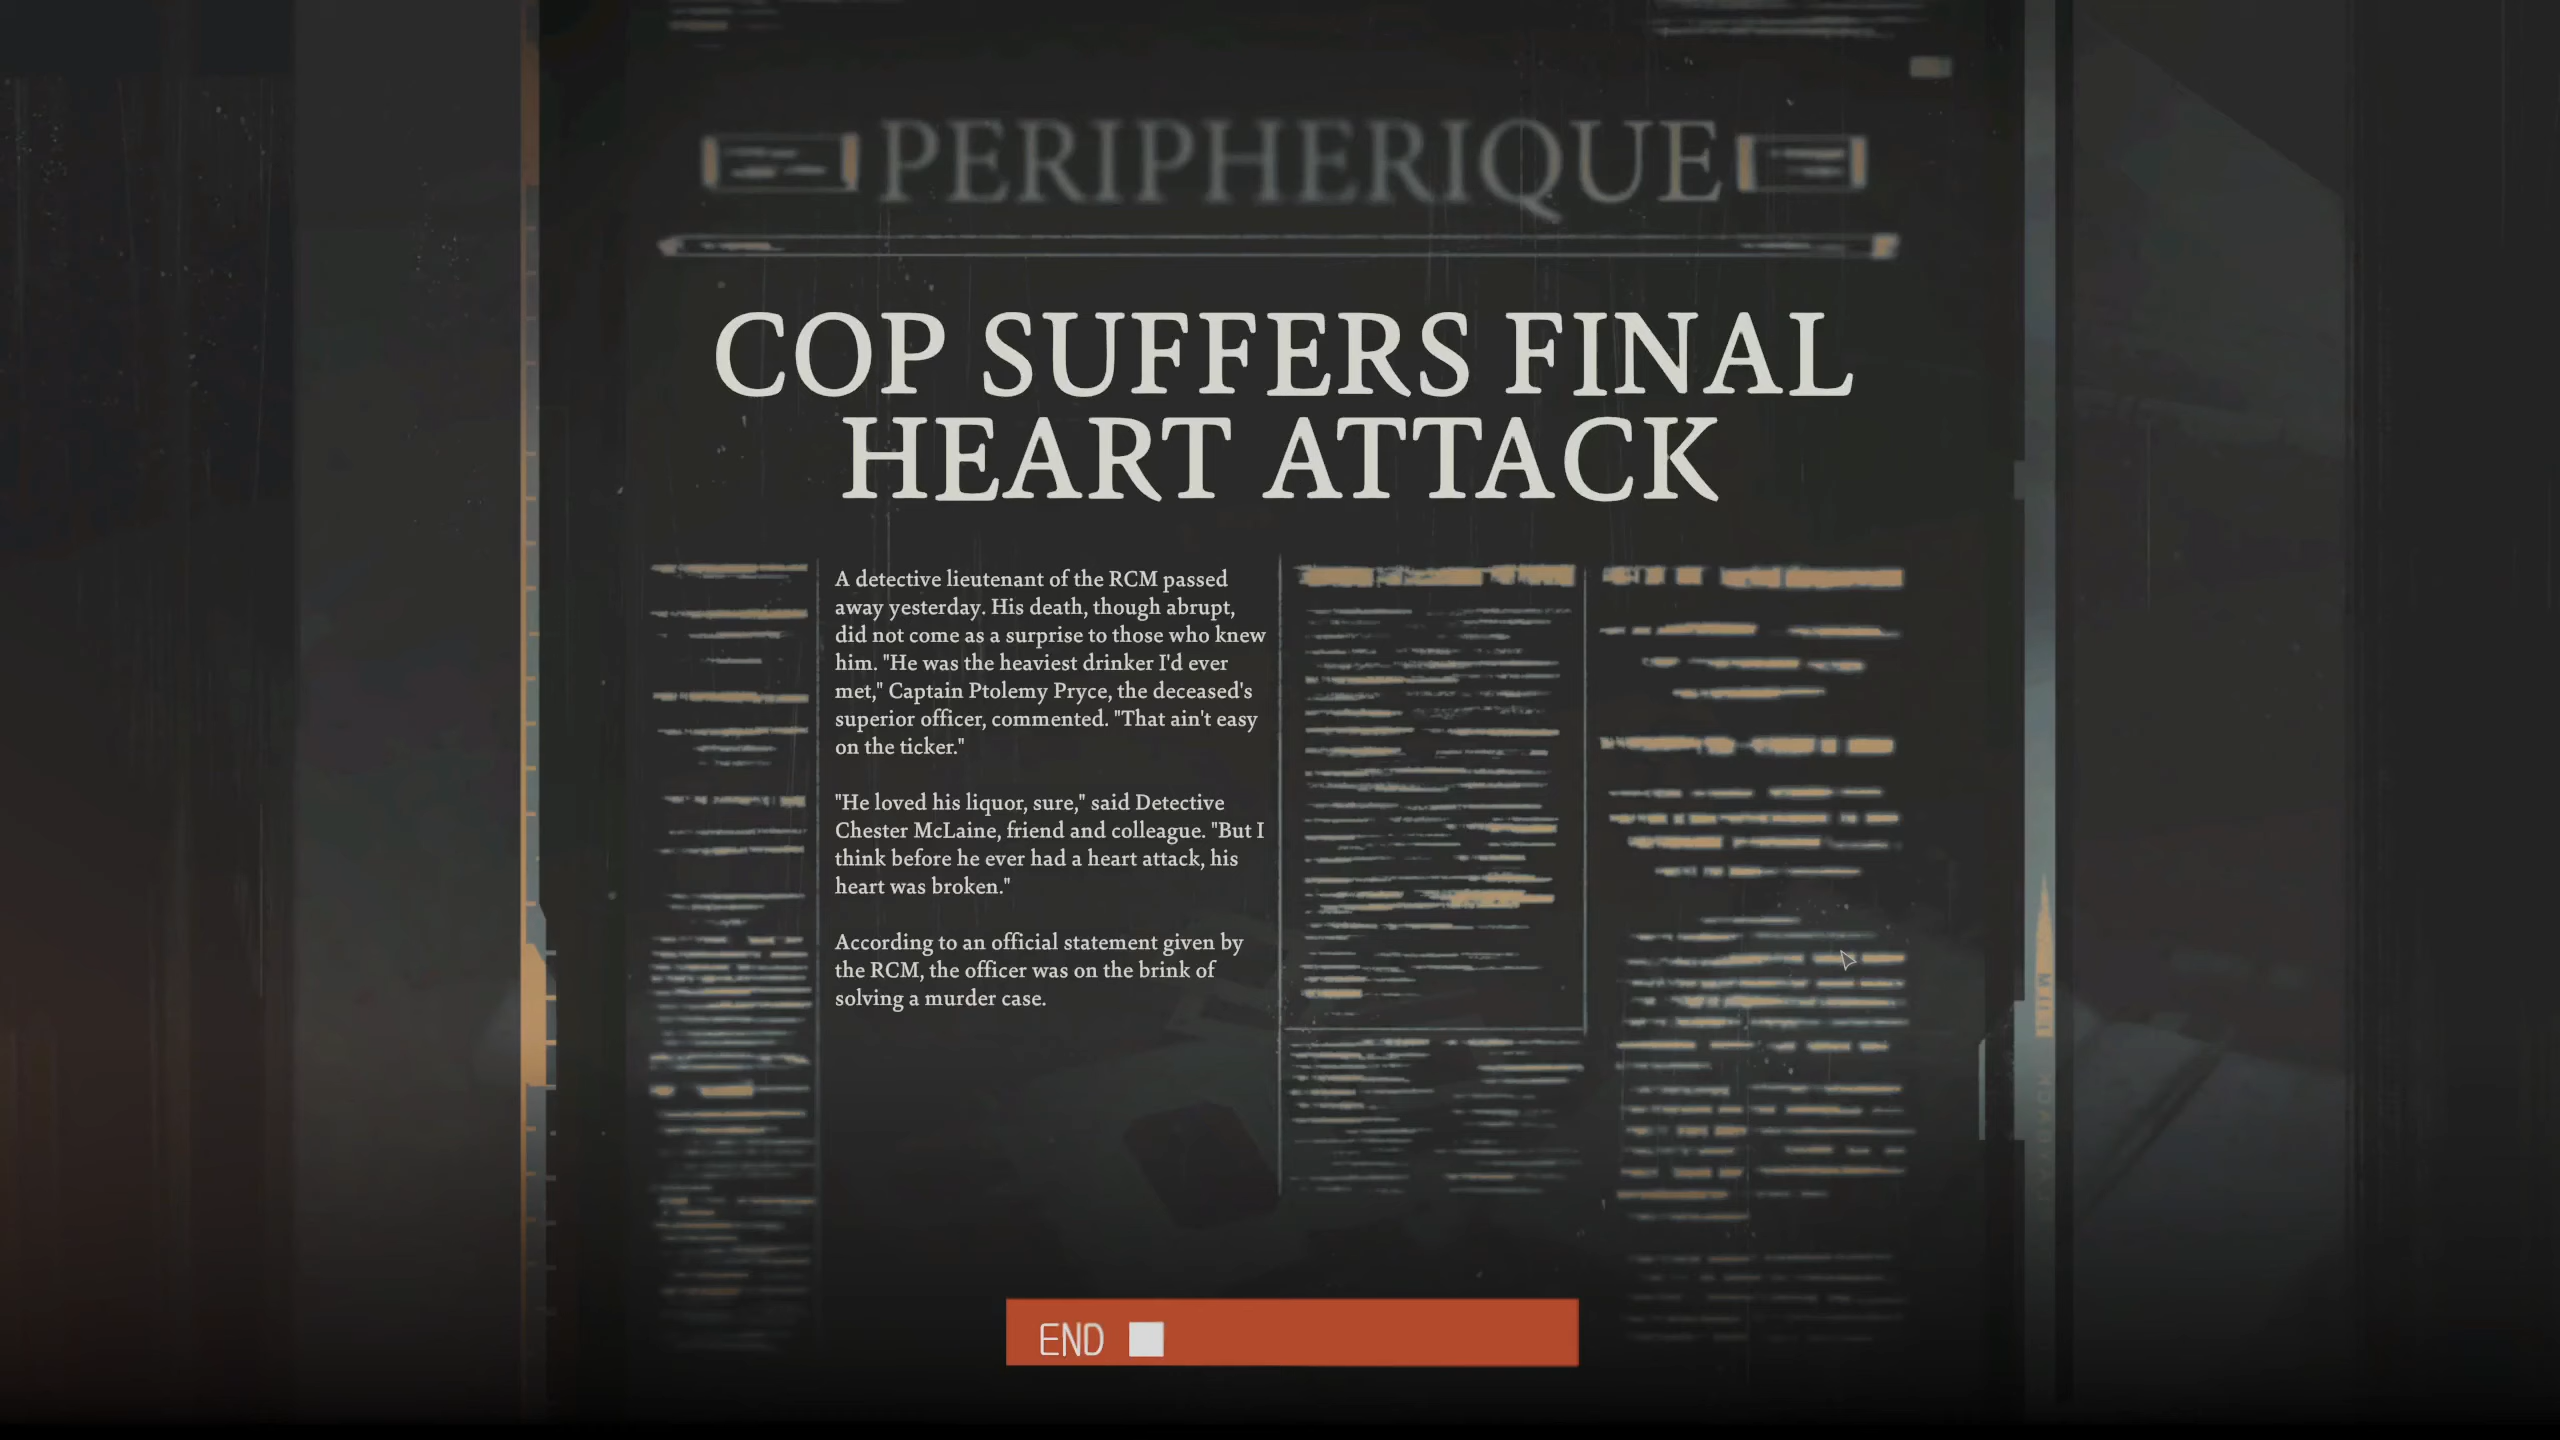 PERIPHERIQUE
COP SUFFERS FINAL
HEART ATTACK
A detective lieutenant of the RCM passed
away yesterday. His death, though abrupt,
did not come as a surprise to those who knew
him. "He was the heaviest drinker I'd ever
met," Captain Ptolemy Pryce, the deceased's
superior officer, commented. "That ain't easy
on the ticker."
"He loved his liquor, sure," said Detective
Chester McLaine, friend and colleague. "But I
think before he ever had a heart attack, his
heart was broken."
According to an official statement given by
the RCM, the officer was on the brink of
solving a murder case.
END